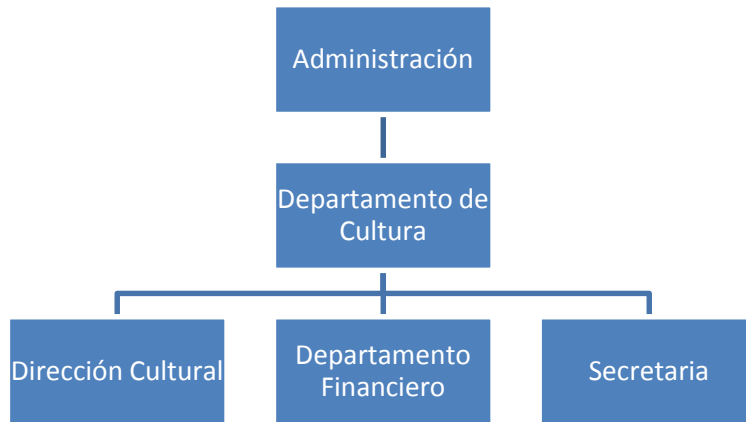 Administración
Departamento de
Cultura
Dirección Cultural
Departamento
Financiero
Secretaria